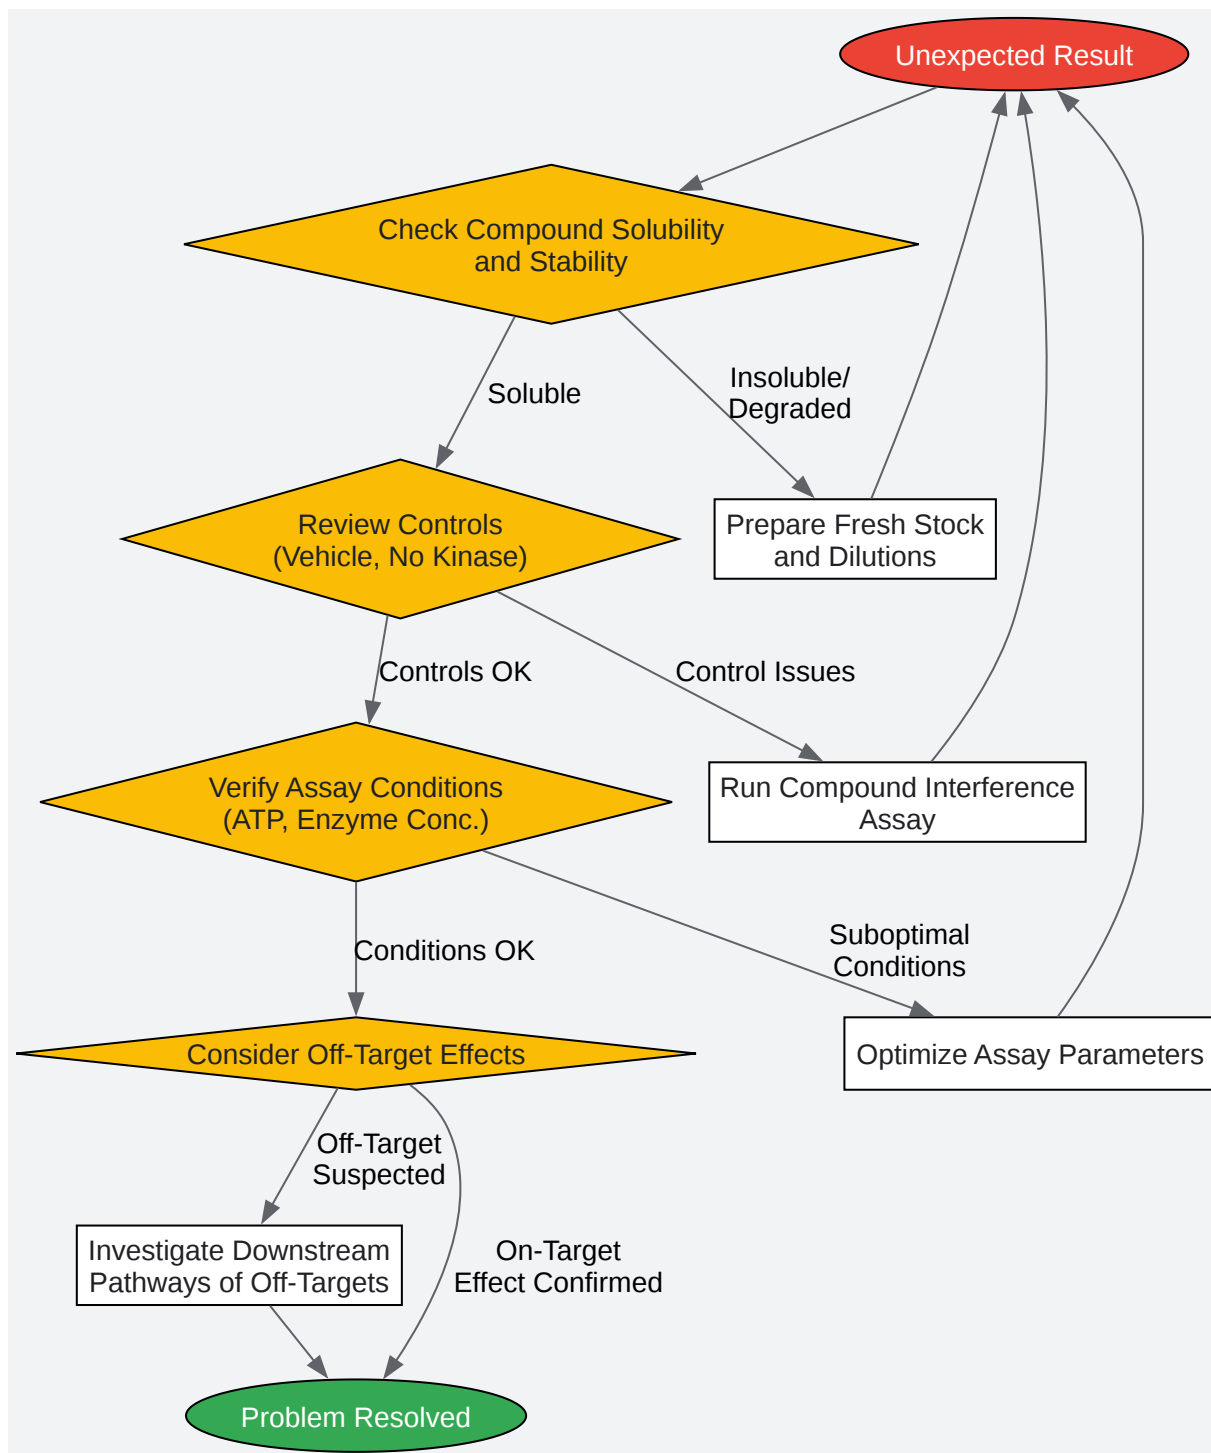 Unexpected Result
Check Compound Solubility
and Stability
Soluble
Insoluble/
Degraded
Review Controls
(Vehicle, No Kinase)
Prepare Fresh Stock
and Dilutions
Controls OK
Control Issues
Verify Assay Conditions
(ATP, Enzyme Conc.)
Run Compound Interference
Assay
Conditions OK
Suboptimal
Conditions
Consider Off-Target Effects
Optimize Assay Parameters
Off-Target
Suspected
Investigate Downstream
Pathways of Off-Targets
On-Target
Effect Confirmed
Problem Resolved